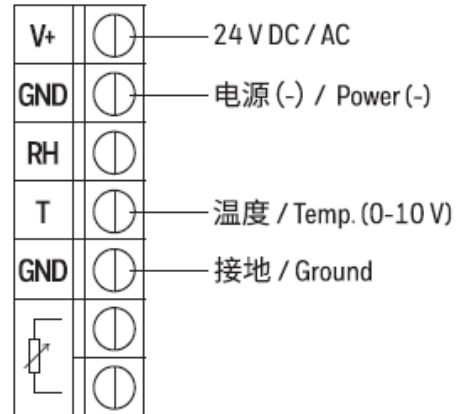 V+ 24 V DC / AC
GND 电源 (-) / Power (-)
RH
T 温度 / Temp. (0-10 V)
GND 接地 / Ground